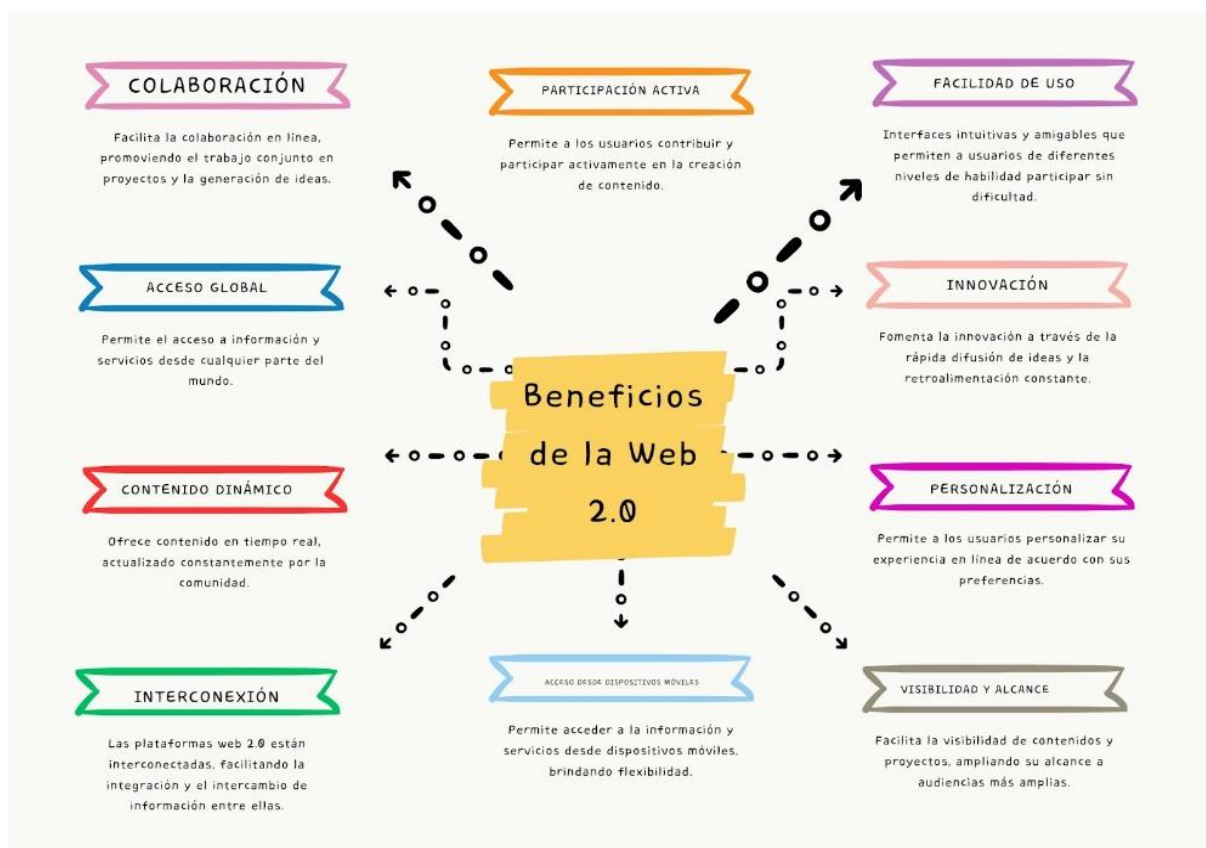 COLABORACIÓN
Facilita la colaboración en línea,
promoviendo el trabajo conjunto en
proyectos y la generación de ideas.
PARTICIPACIÓN ACTIVA
Permite a los usuarios contribuir y
participar activamente en la creación
de contenido.
FACILIDAD DE USO
Interfaces intuitivas y amigables que
permiten a usuarios de diferentes
niveles de habilidad participar sin
dificultad.
ACCESO GLOBAL
Permite el acceso a información y
servicios desde cualquier parte del
mundo.
INNOVACIÓN
Fomenta la innovación a través de la
rápida difusión de ideas y la
retroalimentación constante.
Beneficios
de la Web
2.0
CONTENIDO DINÁMICO
Ofrece contenido en tiempo real,
actualizado constantemente por la
comunidad.
PERSONALIZACIÓN
Permite a los usuarios personalizar su
experiencia en línea de acuerdo con sus
preferencias.
INTERCONEXIÓN
Las plataformas web 2.0 están
interconectadas, facilitando la
integración y el intercambio de
información entre ellas.
ACCESO DESDE DISPOSITIVOS MÓVILES
Permite acceder a la información y
servicios desde dispositivos móviles,
brindando flexibilidad.
VISIBILIDAD Y ALCANCE
Facilita la visibilidad de contenidos y
proyectos, ampliando su alcance a
audiencias más amplias.